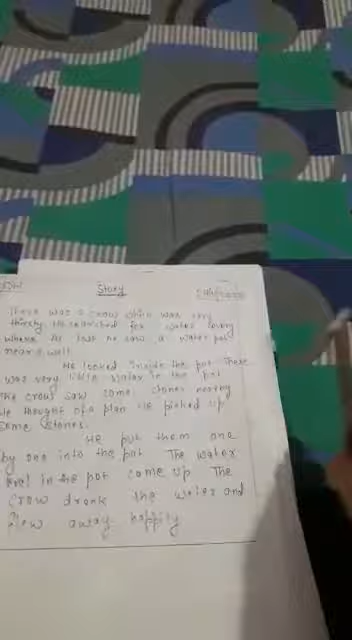 Story
There was a crow who was very
thirsty He searched for water every
where At last he saw a water pot
near a well.
He looked inside the pot There
was very little water in the pot
The crow saw some stones nearby
He thought of a plan He picked up
some stones.
He put them one
by one into the pot The water
level in the pot come up The
crow drank the water and
flew away happily